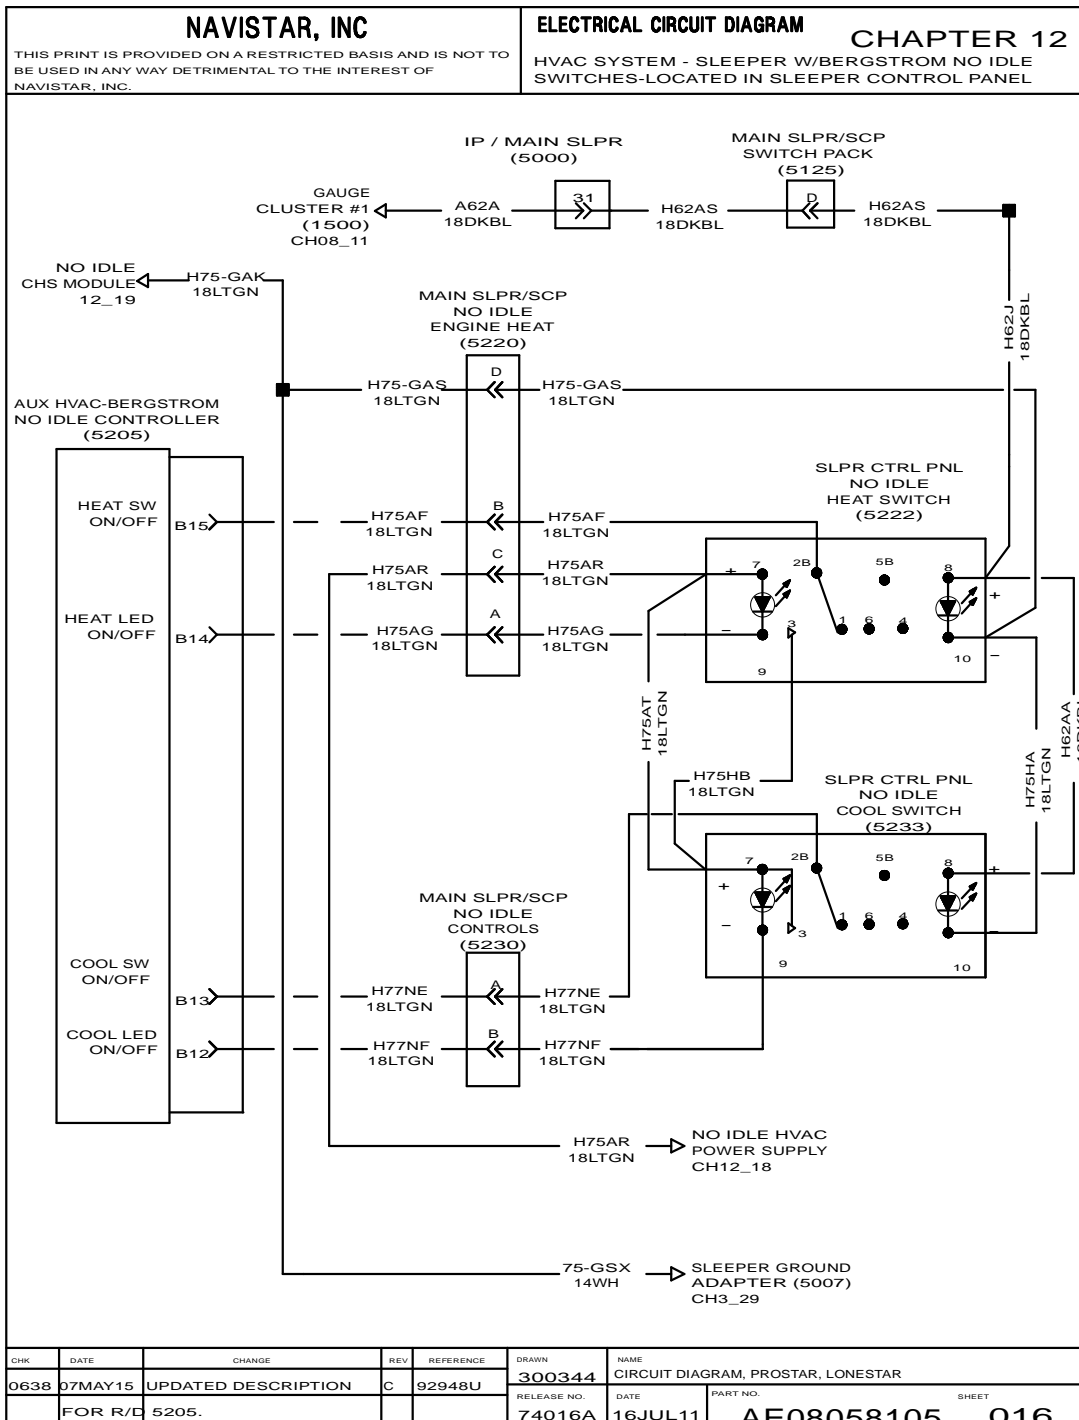 NAVISTAR, INC
THIS PRINT IS PROVIDED ON A RESTRICTED BASIS AND IS NOT TO
BE USED IN ANY WAY DETRIMENTAL TO THE INTEREST OF
NAVISTAR, INC.
ELECTRICAL CIRCUIT DIAGRAM
CHAPTER 12
HVAC SYSTEM - SLEEPER W/BERGSTROM NO IDLE
SWITCHES-LOCATED IN SLEEPER CONTROL PANEL
IP / MAIN SLPR
(5000)
31
MAIN SLPR/SCP
SWITCH PACK
(5125)
D
GAUGE
CLUSTER #1
(1500)
CH08_11
A62A
18DKBL
H62AS
18DKBL
H62AS
18DKBL
NO IDLE
CHS MODULE
12_19
H75-GAK
18LTGN
H62J
18DKBL
MAIN SLPR/SCP
NO IDLE
ENGINE HEAT
(5220)
D
H75-GAS
18LTGN
H75-GAS
18LTGN
AUX HVAC-BERGSTROM
NO IDLE CONTROLLER
(5205)
HEAT SW
ON/OFF
B15
H75AF
18LTGN
B
H75AF
18LTGN
H75AR
18LTGN
C
H75AR
18LTGN
HEAT LED
ON/OFF
B14
H75AG
18LTGN
A
H75AG
18LTGN
SLPR CTRL PNL
NO IDLE
HEAT SWITCH
(5222)
+
7
2B
5B
8
+
−
3
1
6
4
−
9
10
H75AT
18LTGN
H75HB
18LTGN
H75HA
18LTGN
H62AA
SLPR CTRL PNL
NO IDLE
COOL SWITCH
(5233)
7
2B
5B
8
+
+
−
3
1
6
4
−
9
10
MAIN SLPR/SCP
NO IDLE
CONTROLS
(5230)
COOL SW
ON/OFF
B13
H77NE
18LTGN
A
H77NE
18LTGN
COOL LED
ON/OFF
B12
H77NF
18LTGN
B
H77NF
18LTGN
H75AR
18LTGN
NO IDLE HVAC
POWER SUPPLY
CH12_18
75-GSX
14WH
SLEEPER GROUND
ADAPTER (5007)
CH3_29
CHK DATE CHANGE REV REFERENCE
0638 07MAY15 UPDATED DESCRIPTION C 92948U
FOR R/D 5205.
DRAWN
300344
NAME
CIRCUIT DIAGRAM, PROSTAR, LONESTAR
RELEASE NO.
74016A
DATE
16JUL11
PART NO.
AE08058105
SHEET
016